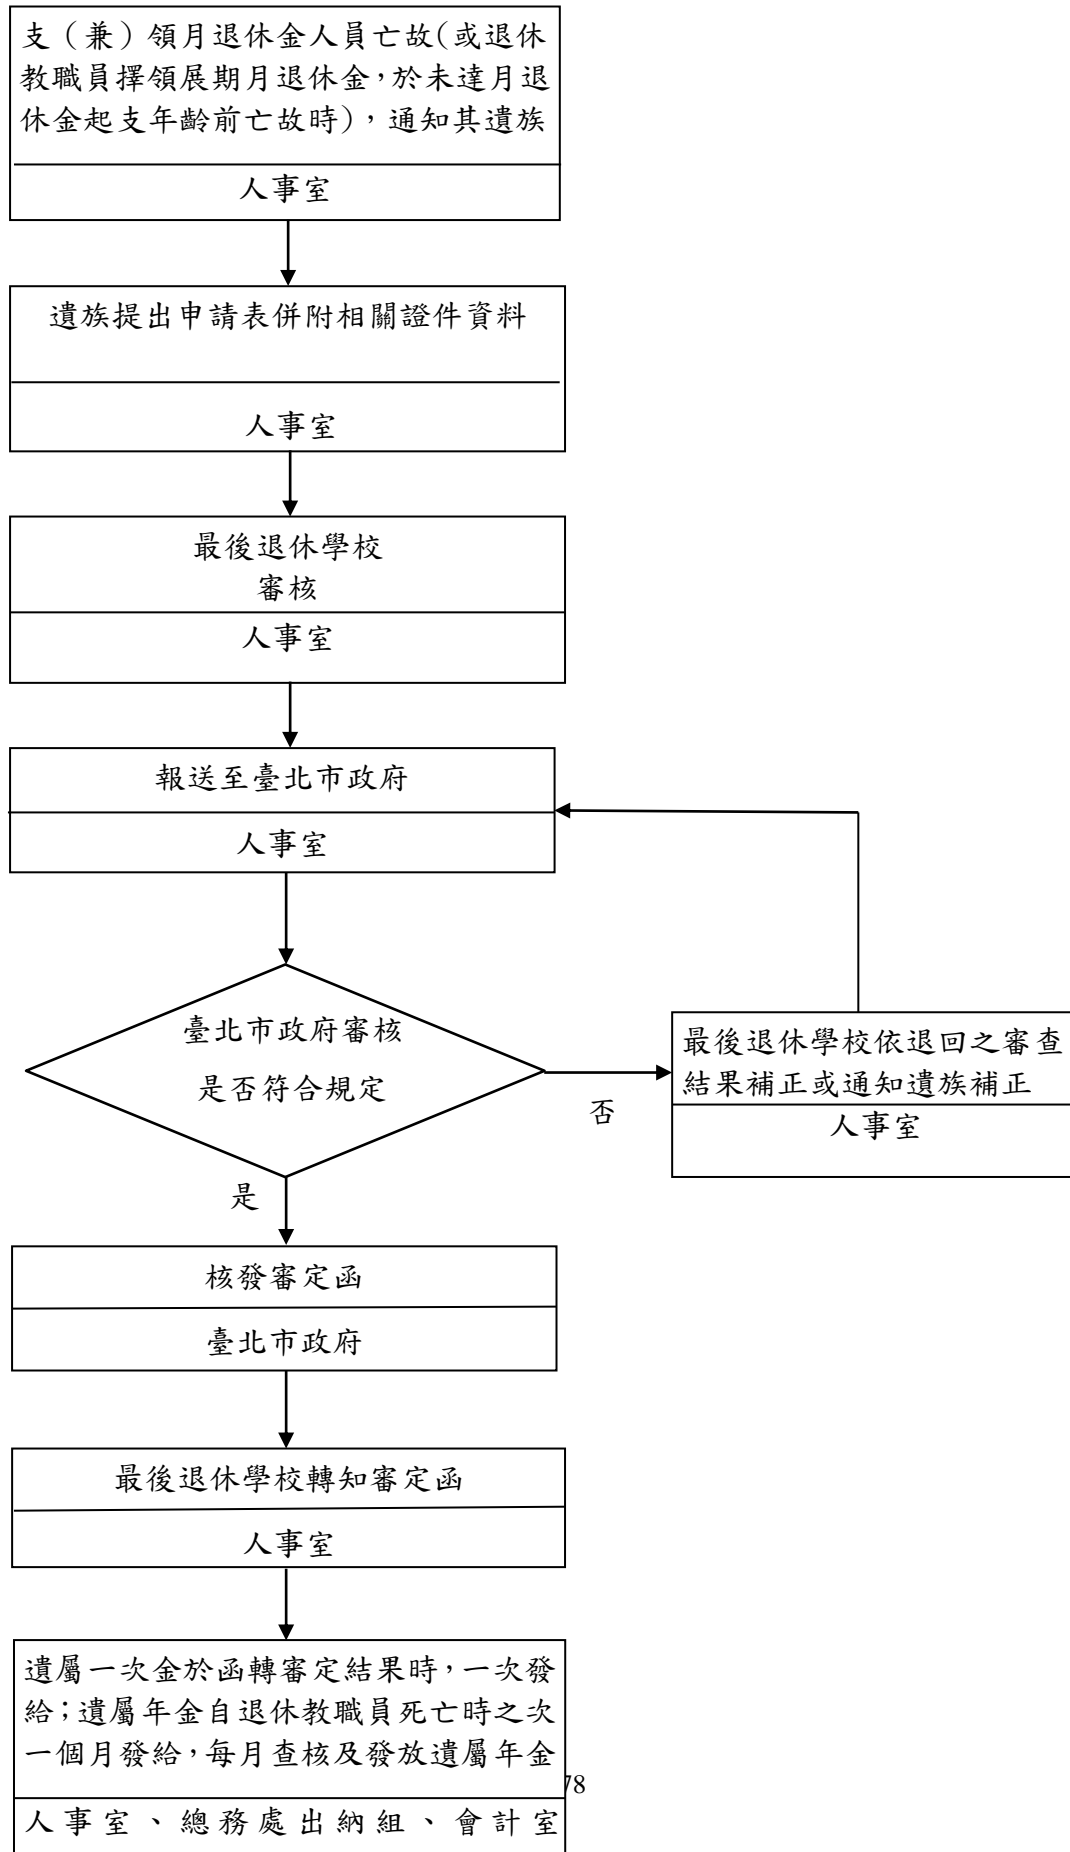 支（兼）領月退休金人員亡故(或退休
教職員擇領展期月退休金，於未達月退
休金起支年齡前亡故時)，通知其遺族
人事室
遺族提出申請表併附相關證件資料
人事室
最後退休學校
審核
人事室
報送至臺北市政府
人事室
臺北市政府審核
是否符合規定
否
最後退休學校依退回之審查
結果補正或通知遺族補正
人事室
是
核發審定函
臺北市政府
最後退休學校轉知審定函
人事室
遺屬一次金於函轉審定結果時，一次發
給；遺屬年金自退休教職員死亡時之次
一個月發給，每月查核及發放遺屬年金
人事室、總務處出納組、會計室
78